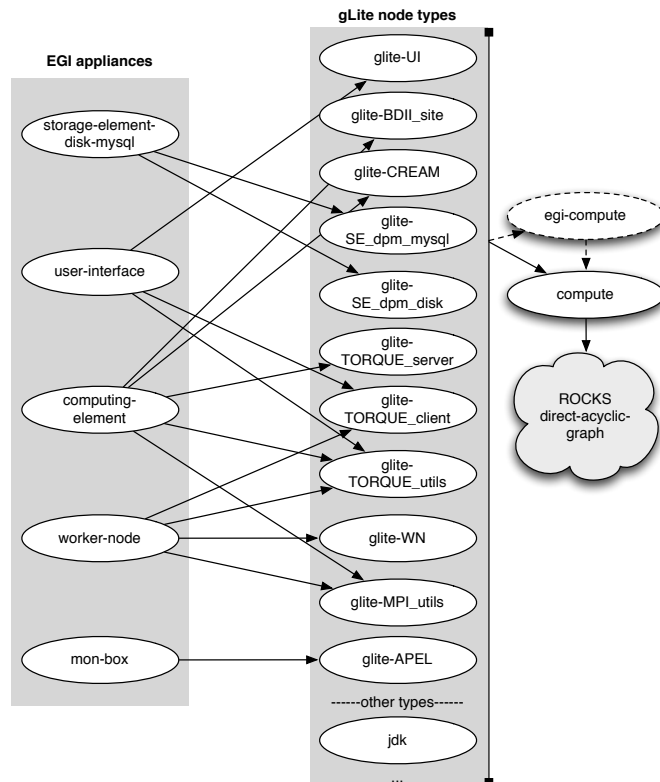 EGI appliances
storage-element-
disk-mysql
user-interface
computing-
element
worker-node
mon-box
gLite node types
glite-UI
glite-BDII_site
glite-CREAM
glite-
SE_dpm_mysql
glite-
SE_dpm_disk
glite-
TORQUE_server
glite-
TORQUE_client
glite-
TORQUE_utils
glite-WN
glite-MPI_utils
glite-APEL
------other types------
jdk
...
egi-compute
compute
ROCKS
direct-acyclic-
graph